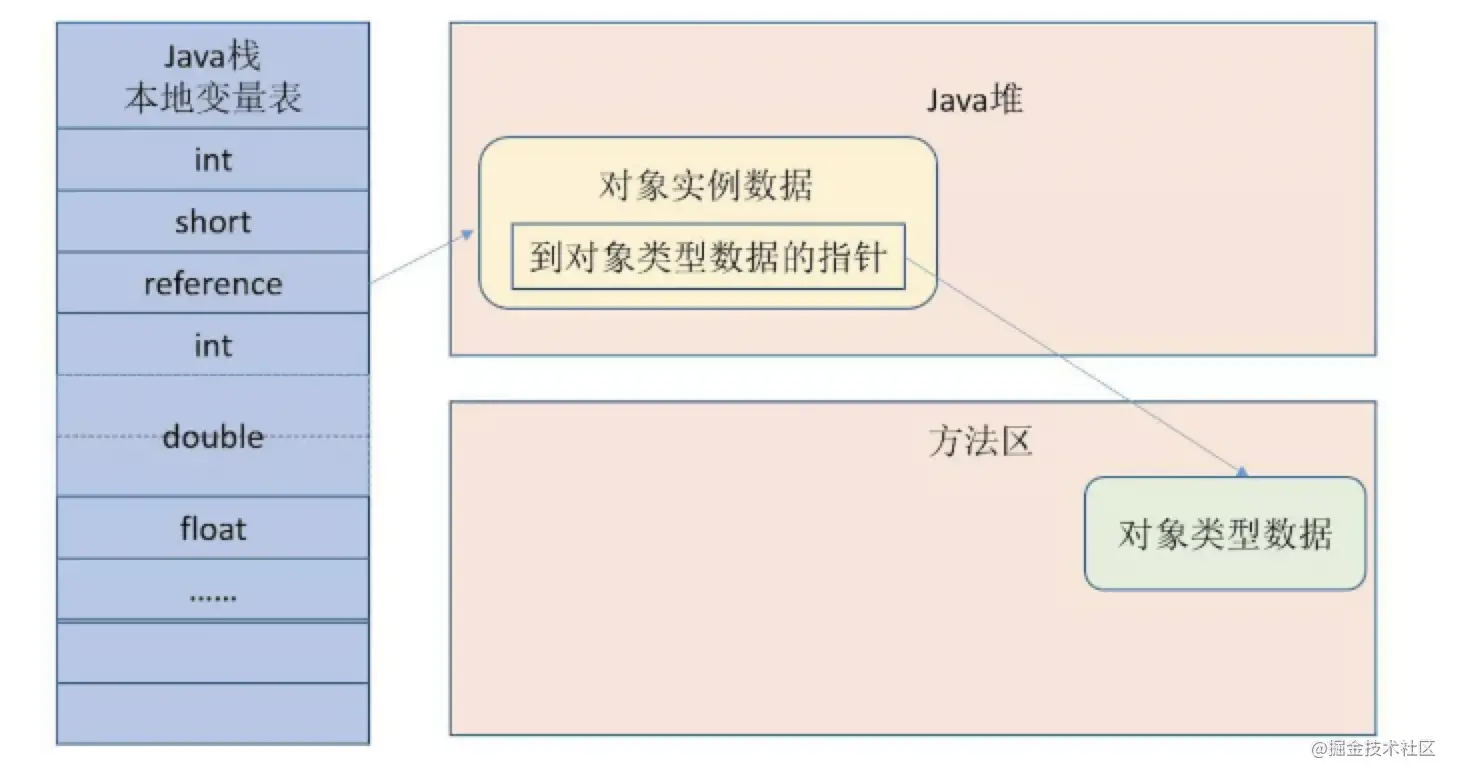 Java栈
本地变量表
int
short
reference
int
double
float
......
Java堆
对象实例数据
到对象类型数据的指针
方法区
对象类型数据
@掘金技术社区